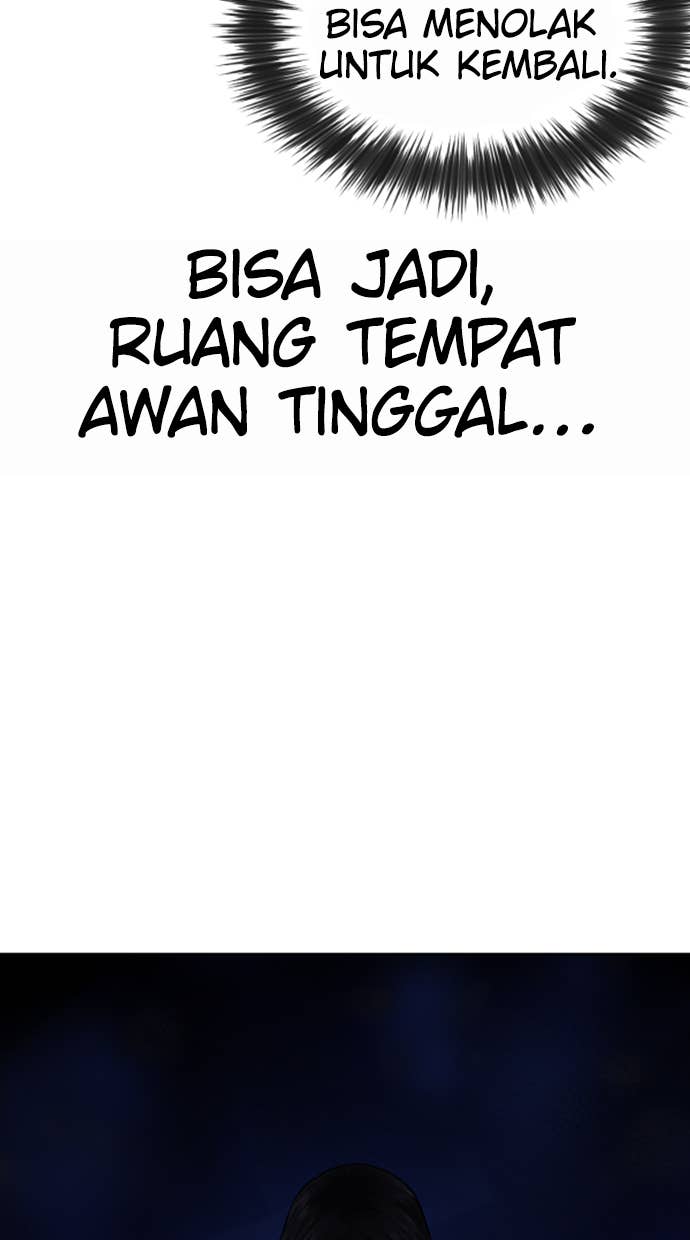 BISA MENOLAK
UNTUK KEMBALI.
BISA JADI,
RUANG TEMPAT
AWAN TINGGAL...